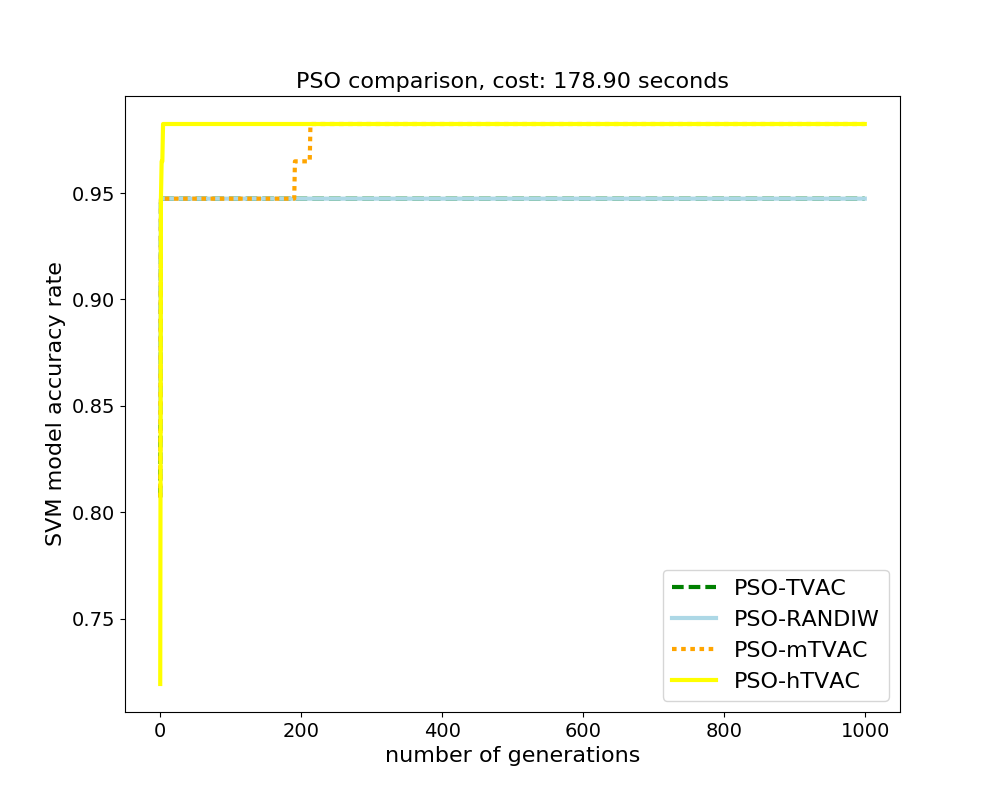 PSO comparison, cost: 178.90 seconds
SVM model accuracy rate
0.95
0.90
0.85
0.80
0.75
PSO-TVAC
PSO-RANDIW
PSO-mTVAC
PSO-hTVAC
0 200 400 600 800 1000
number of generations